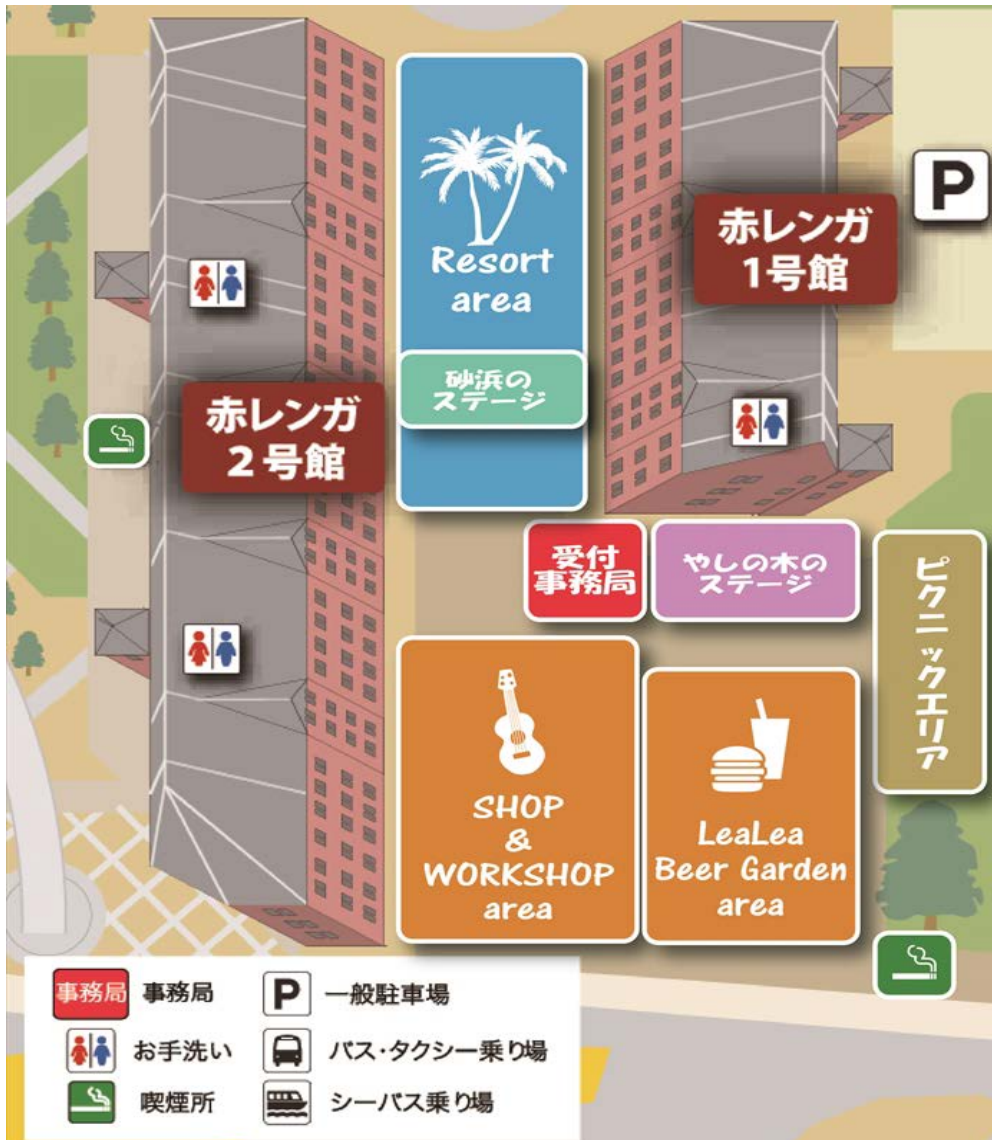 Resort
area
砂浜の
ステージ
赤レンガ
1号館
P
赤レンガ
2号館
受付
事務局
やしの木の
ステージ
ピクニックエリア
SHOP
&
WORKSHOP
area
LeaLea
Beer Garden
area
事務局 事務局
P 一般駐車場
お手洗い
バス・タクシー乗り場
喫煙所
シーバス乗り場